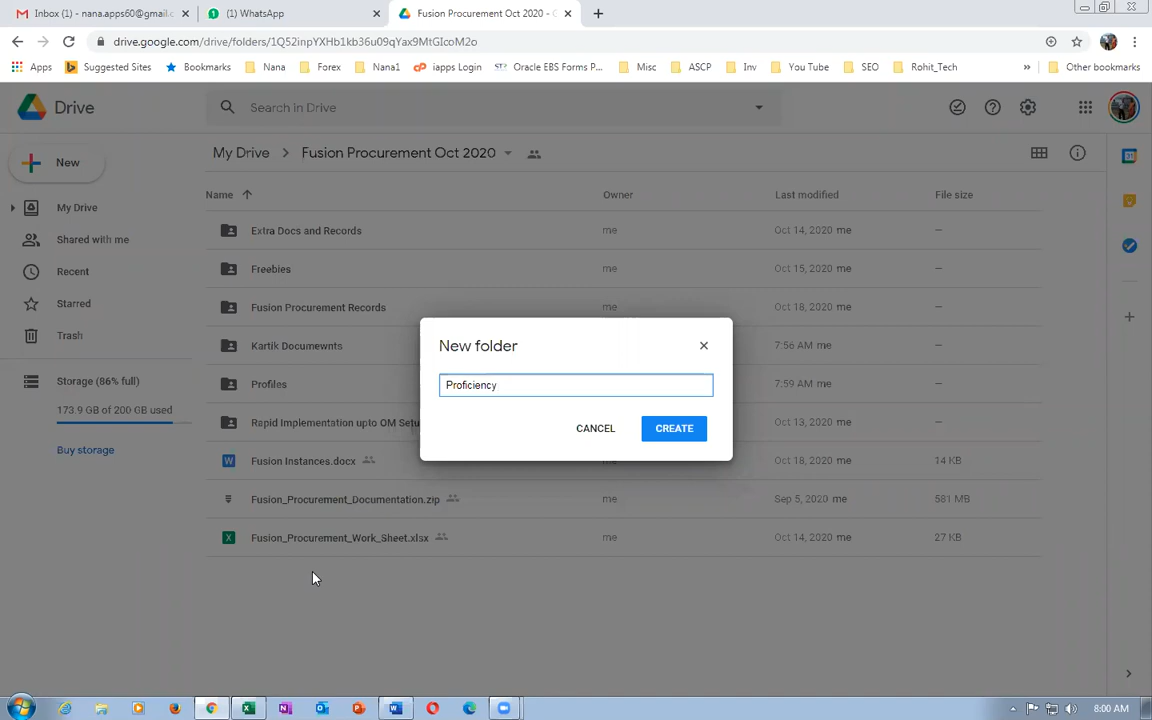 Inbox (1) - nana.apps60@gmail.c
(1) WhatsApp
Fusion Procurement Oct 2020 - G
drive.google.com/drive/folders/1Q52inpYXHb1kb36u09qYax9MtGIcoM2o
Apps
Suggested Sites
Bookmarks
Nana
Forex
Nana1
iapps Login
Oracle EBS Forms P...
Misc
ASCP
Inv
You Tube
SEO
Rohit_Tech
»
Other bookmarks
Drive
Search in Drive
New
My Drive > Fusion Procurement Oct 2020
Name
Owner
Last modified
File size
My Drive
Shared with me
Recent
Starred
Trash
Storage (86% full)
173.9 GB of 200 GB used
Buy storage
Extra Docs and Records me Oct 14, 2020 me —
Freebies me Oct 15, 2020 me —
Fusion Procurement Records me Oct 18, 2020 me —
Kartik Documewnts 7:56 AM me —
Profiles 7:59 AM me —
Rapid Implementation upto OM Setu Oct 13, 2020 me —
Fusion Instances.docx Oct 18, 2020 me 14 KB
Fusion_Procurement_Documentation.zip me Sep 5, 2020 me 581 MB
Fusion_Procurement_Work_Sheet.xlsx me Oct 14, 2020 me 27 KB
New folder
Proficiency
CANCEL
CREATE
8:00 AM